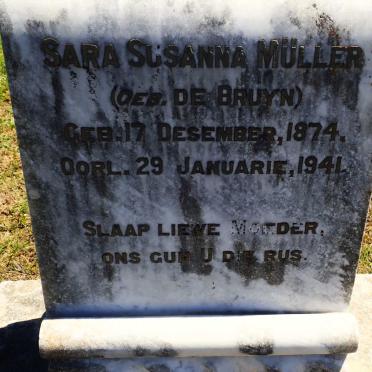 SARA SUSANNA MÜLLER
(GEB. DE BRUYN)
GEB. 17 DESEMBER, 1874.
OORL. 29 JANUARIE, 1941.
SLAAP LIEWE MOEDER,
ONS GUN U DIE RUS.